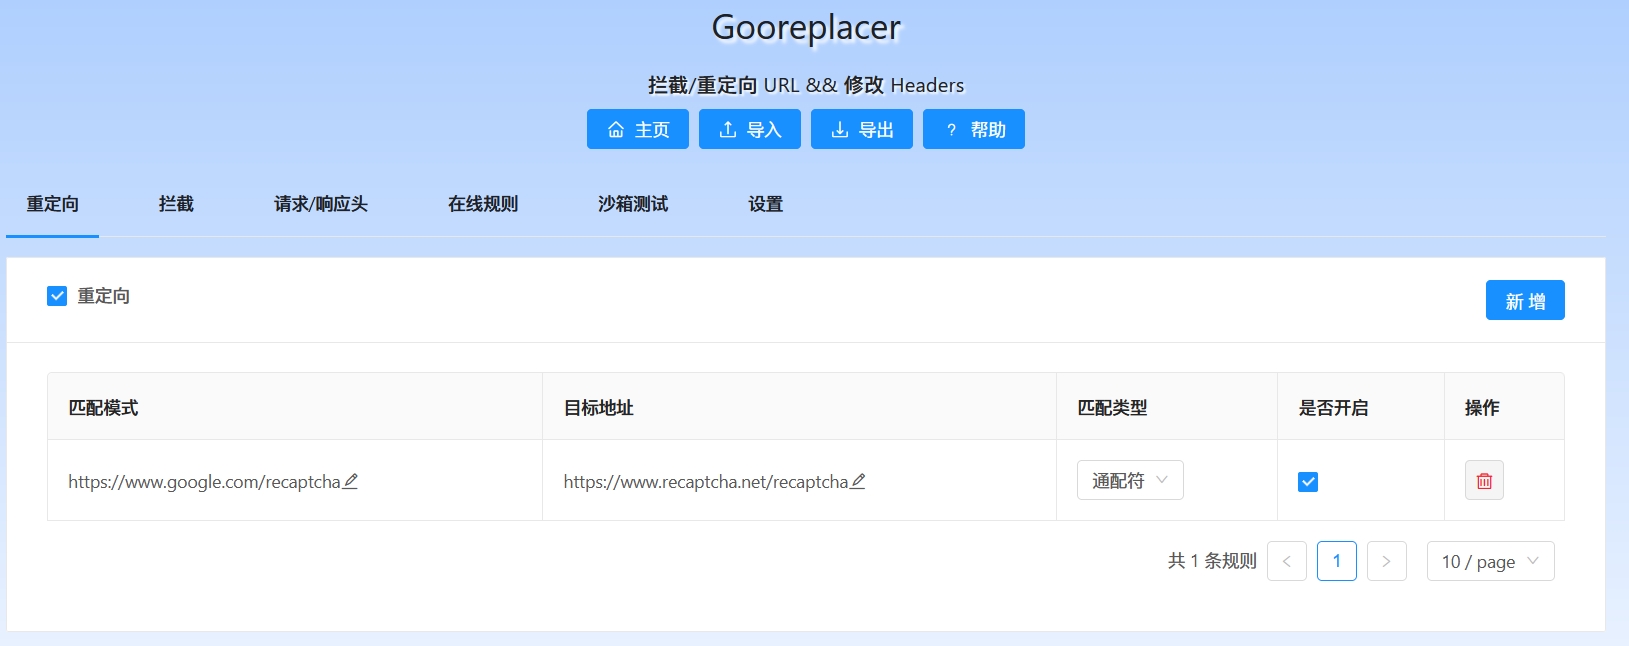 Gooreplacer
拦截/重定向 URL && 修改 Headers
主页 导入 导出 ? 帮助
重定向 拦截 请求/响应头 在线规则 沙箱测试 设置
重定向 新 增
匹配模式 目标地址 匹配类型 是否开启 操作
https://www.google.com/recaptcha https://www.recaptcha.net/recaptcha 通配符
共 1 条规则 < 1 > 10 / page